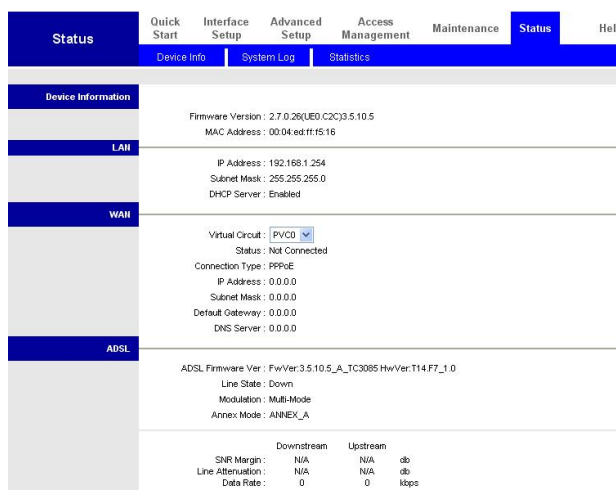 Status
Quick Start
Interface Setup
Advanced Setup
Access Management
Maintenance
Status
Hel
Device Info
System Log
Statistics
Device Information
Firmware Version : 2.7.0.26(UE0.C2C)3.5.10.5
MAC Address : 00:04:ed:ff:f5:16
LAN
IP Address : 192.168.1.254
Subnet Mask : 255.255.255.0
DHCP Server : Enabled
WAN
Virtual Circuit : PVC0
Status : Not Connected
Connection Type : PPPoE
IP Address : 0.0.0.0
Subnet Mask : 0.0.0.0
Default Gateway : 0.0.0.0
DNS Server : 0.0.0.0
ADSL
ADSL Firmware Ver : FwVer:3.5.10.5_A_TC3085 HwVer:T14.F7_1.0
Line State : Down
Modulation : Multi-Mode
Annex Mode : ANNEX_A
Downstream Upstream
SNR Margin : N/A N/A db
Line Attenuation : N/A N/A db
Data Rate : 0 0 kbps